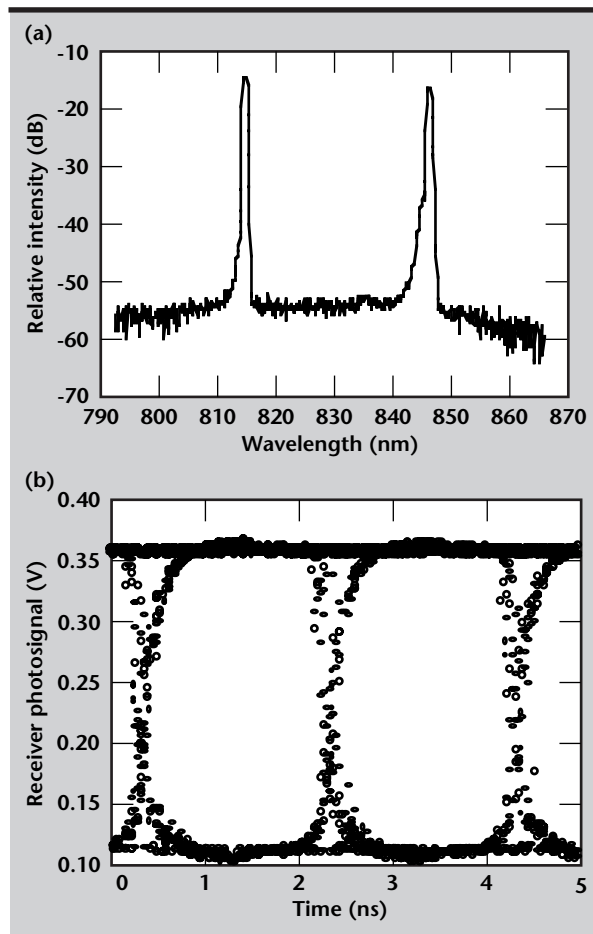 (a)
-10
-20
-30
-40
-50
-60
-70
Relative intensity (dB)
790 800 810 820 830 840 850 860 870
Wavelength (nm)
(b)
0.40
0.35
0.30
0.25
0.20
0.15
0.10
Receiver photosignal (V)
0 1 2 3 4 5
Time (ns)